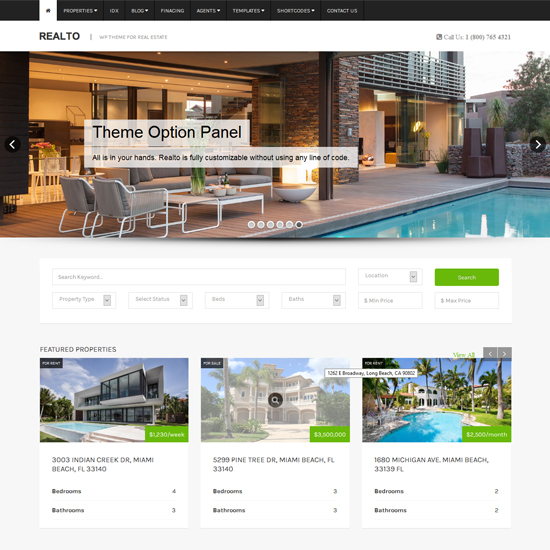 PROPERTIES IDX BLOG FINACING AGENTS TEMPLATES SHORTCODES CONTACT US
REALTO | WP THEME FOR REAL ESTATE
Call Us: 1 (800) 765 4321
Theme Option Panel
All is in your hands. Realto is fully customizable without using any line of code.
Search Keyword..
Location
Search
Property Type
Select Status
Beds
Baths
$ Min Price
$ Max Price
FEATURED PROPERTIES
View All
FOR RENT
$1,230/week
3003 INDIAN CREEK DR, MIAMI
BEACH, FL 33140
Bedrooms 4
Bathrooms 3
FOR SALE
$3,500,000
5299 PINE TREE DR, MIAMI BEACH, FL
33140
Bedrooms 3
Bathrooms 3
1262 E Broadway, Long Beach, CA 90802
FOR RENT
$2,500/month
1680 MICHIGAN AVE. MIAMI BEACH,
33139 FL
Bedrooms 2
Bathrooms 2